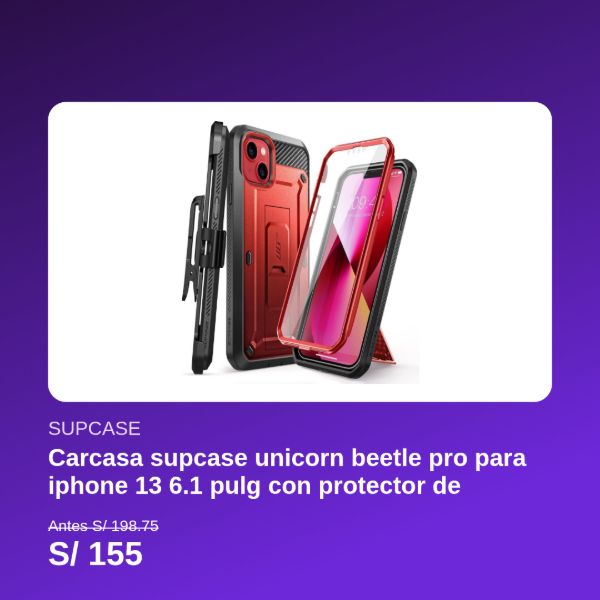 SUPCASE
Carcasa supcase unicorn beetle pro para
iphone 13 6.1 pulg con protector de
Antes S/ 198.75
S/ 155